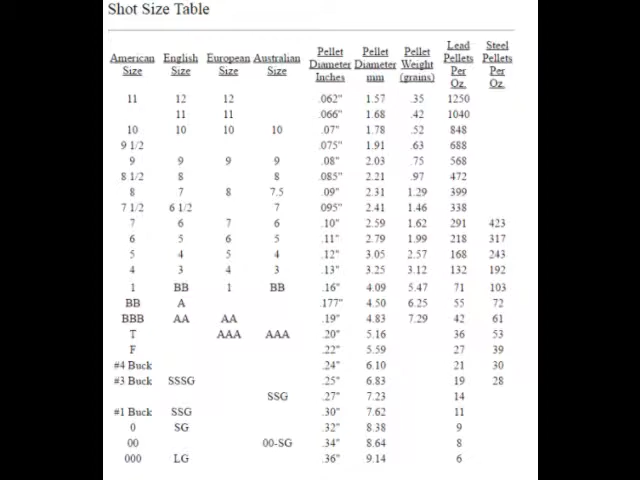 Shot Size Table
American Size English Size European Size Australian Size Pellet Diameter Inches Pellet Diameter mm Pellet Weight (grains) Lead Pellets Per Oz. Steel Pellets Per Oz.
11 12 12 .062" 1.57 .35 1250
11 11 .066" 1.68 .42 1040
10 10 10 10 .07" 1.78 .52 848
9 1/2 .075" 1.91 .63 688
9 9 9 9 .08" 2.03 .75 568
8 1/2 8 8 .085" 2.21 .97 472
8 7 8 7.5 .09" 2.31 1.29 399
7 1/2 6 1/2 7 095" 2.41 1.46 338
7 6 7 6 .10" 2.59 1.62 291 423
6 5 6 5 .11" 2.79 1.99 218 317
5 4 5 4 .12" 3.05 2.57 168 243
4 3 4 3 .13" 3.25 3.12 132 192
1 BB 1 BB .16" 4.09 5.47 71 103
BB A .177" 4.50 6.25 55 72
BBB AA AA .19" 4.83 7.29 42 61
T AAA AAA .20" 5.16 36 53
F .22" 5.59 27 39
#4 Buck .24" 6.10 21 30
#3 Buck SSSG .25" 6.83 19 28
SSG .27" 7.23 14
#1 Buck SSG .30" 7.62 11
0 SG .32" 8.38 9
00 00-SG .34" 8.64 8
000 LG .36" 9.14 6